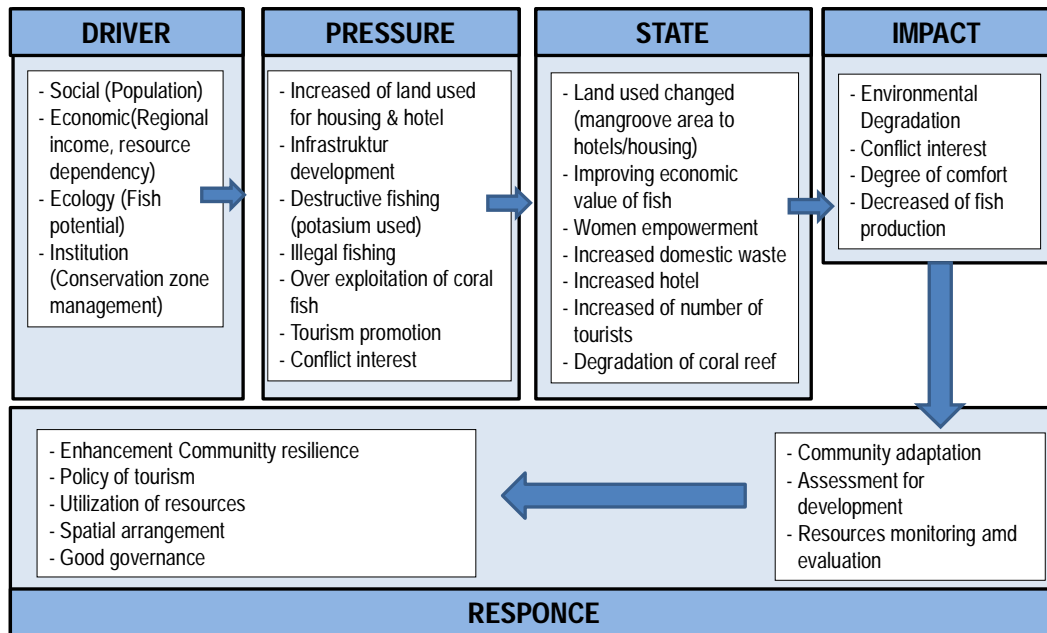 DRIVER
- Social (Population)
- Economic(Regional
income, resource
dependency)
- Ecology (Fish
potential)
- Institution
(Conservation zone
management)
PRESSURE
- Increased of land used
for housing & hotel
- Infrastruktur
development
- Destructive fishing
(potasium used)
- Illegal fishing
- Over exploitation of coral
fish
- Tourism promotion
- Conflict interest
STATE
- Land used changed
(mangroove area to
hotels/housing)
- Improving economic
value of fish
- Women empowerment
- Increased domestic waste
- Increased hotel
- Increased of number of
tourists
- Degradation of coral reef
IMPACT
- Environmental
Degradation
- Conflict interest
- Degree of comfort
- Decreased of fish
production
- Enhancement Communitty resilience
- Policy of tourism
- Utilization of resources
- Spatial arrangement
- Good governance
- Community adaptation
- Assessment for
development
- Resources monitoring amd
evaluation
RESPONCE